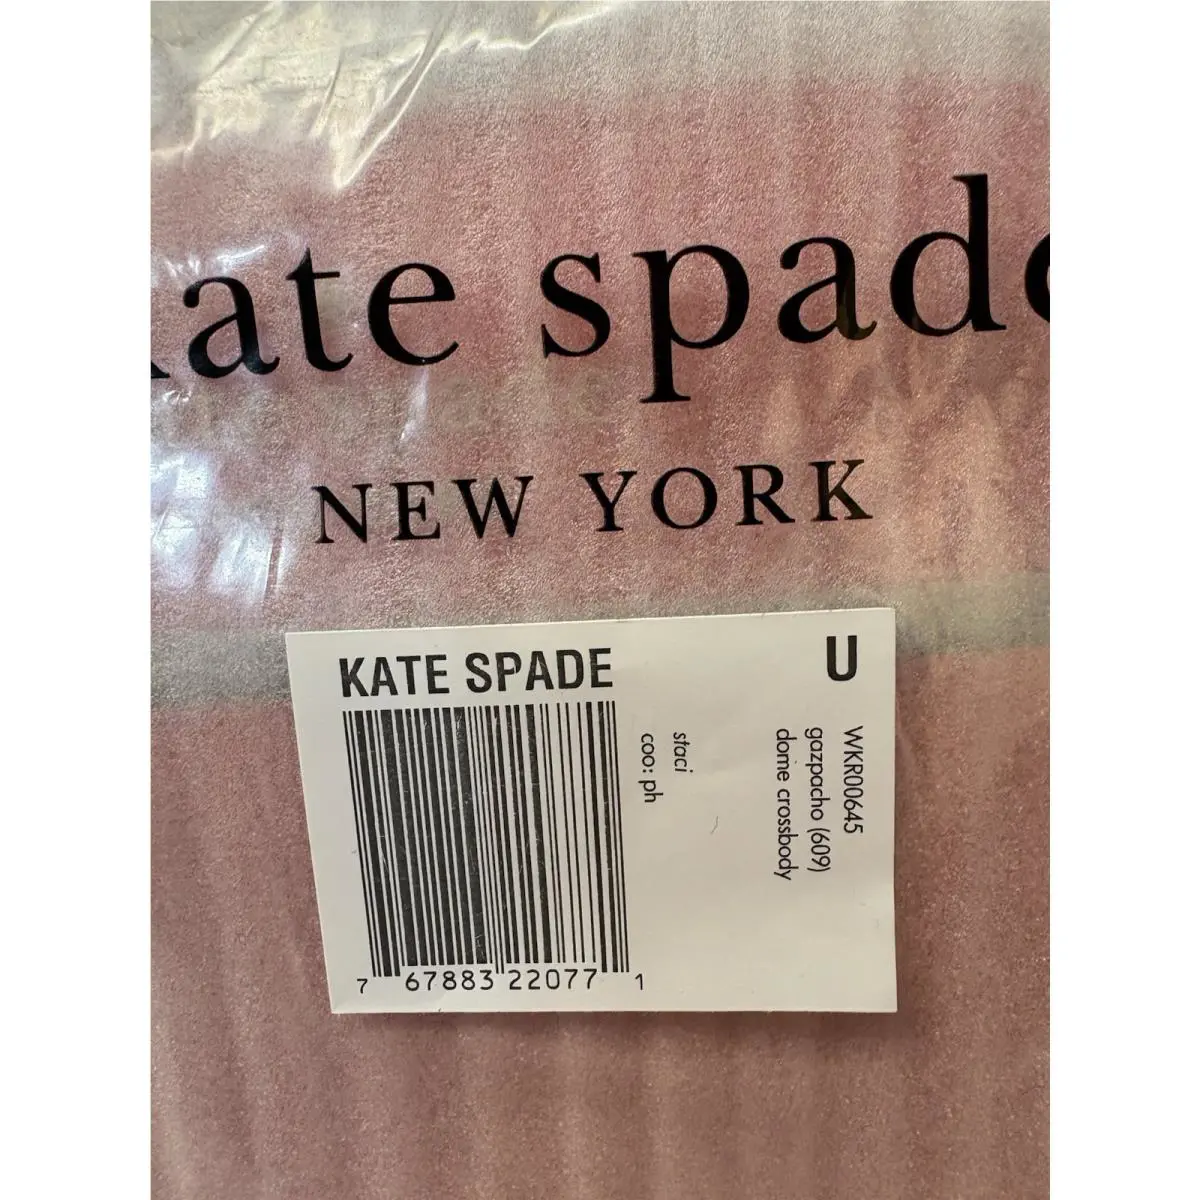 kate spade
NEW YORK
KATE SPADE
U
WKR00645
gazpacho (609)
dome crossbody
staci
coo: ph
7 67883 22077 1